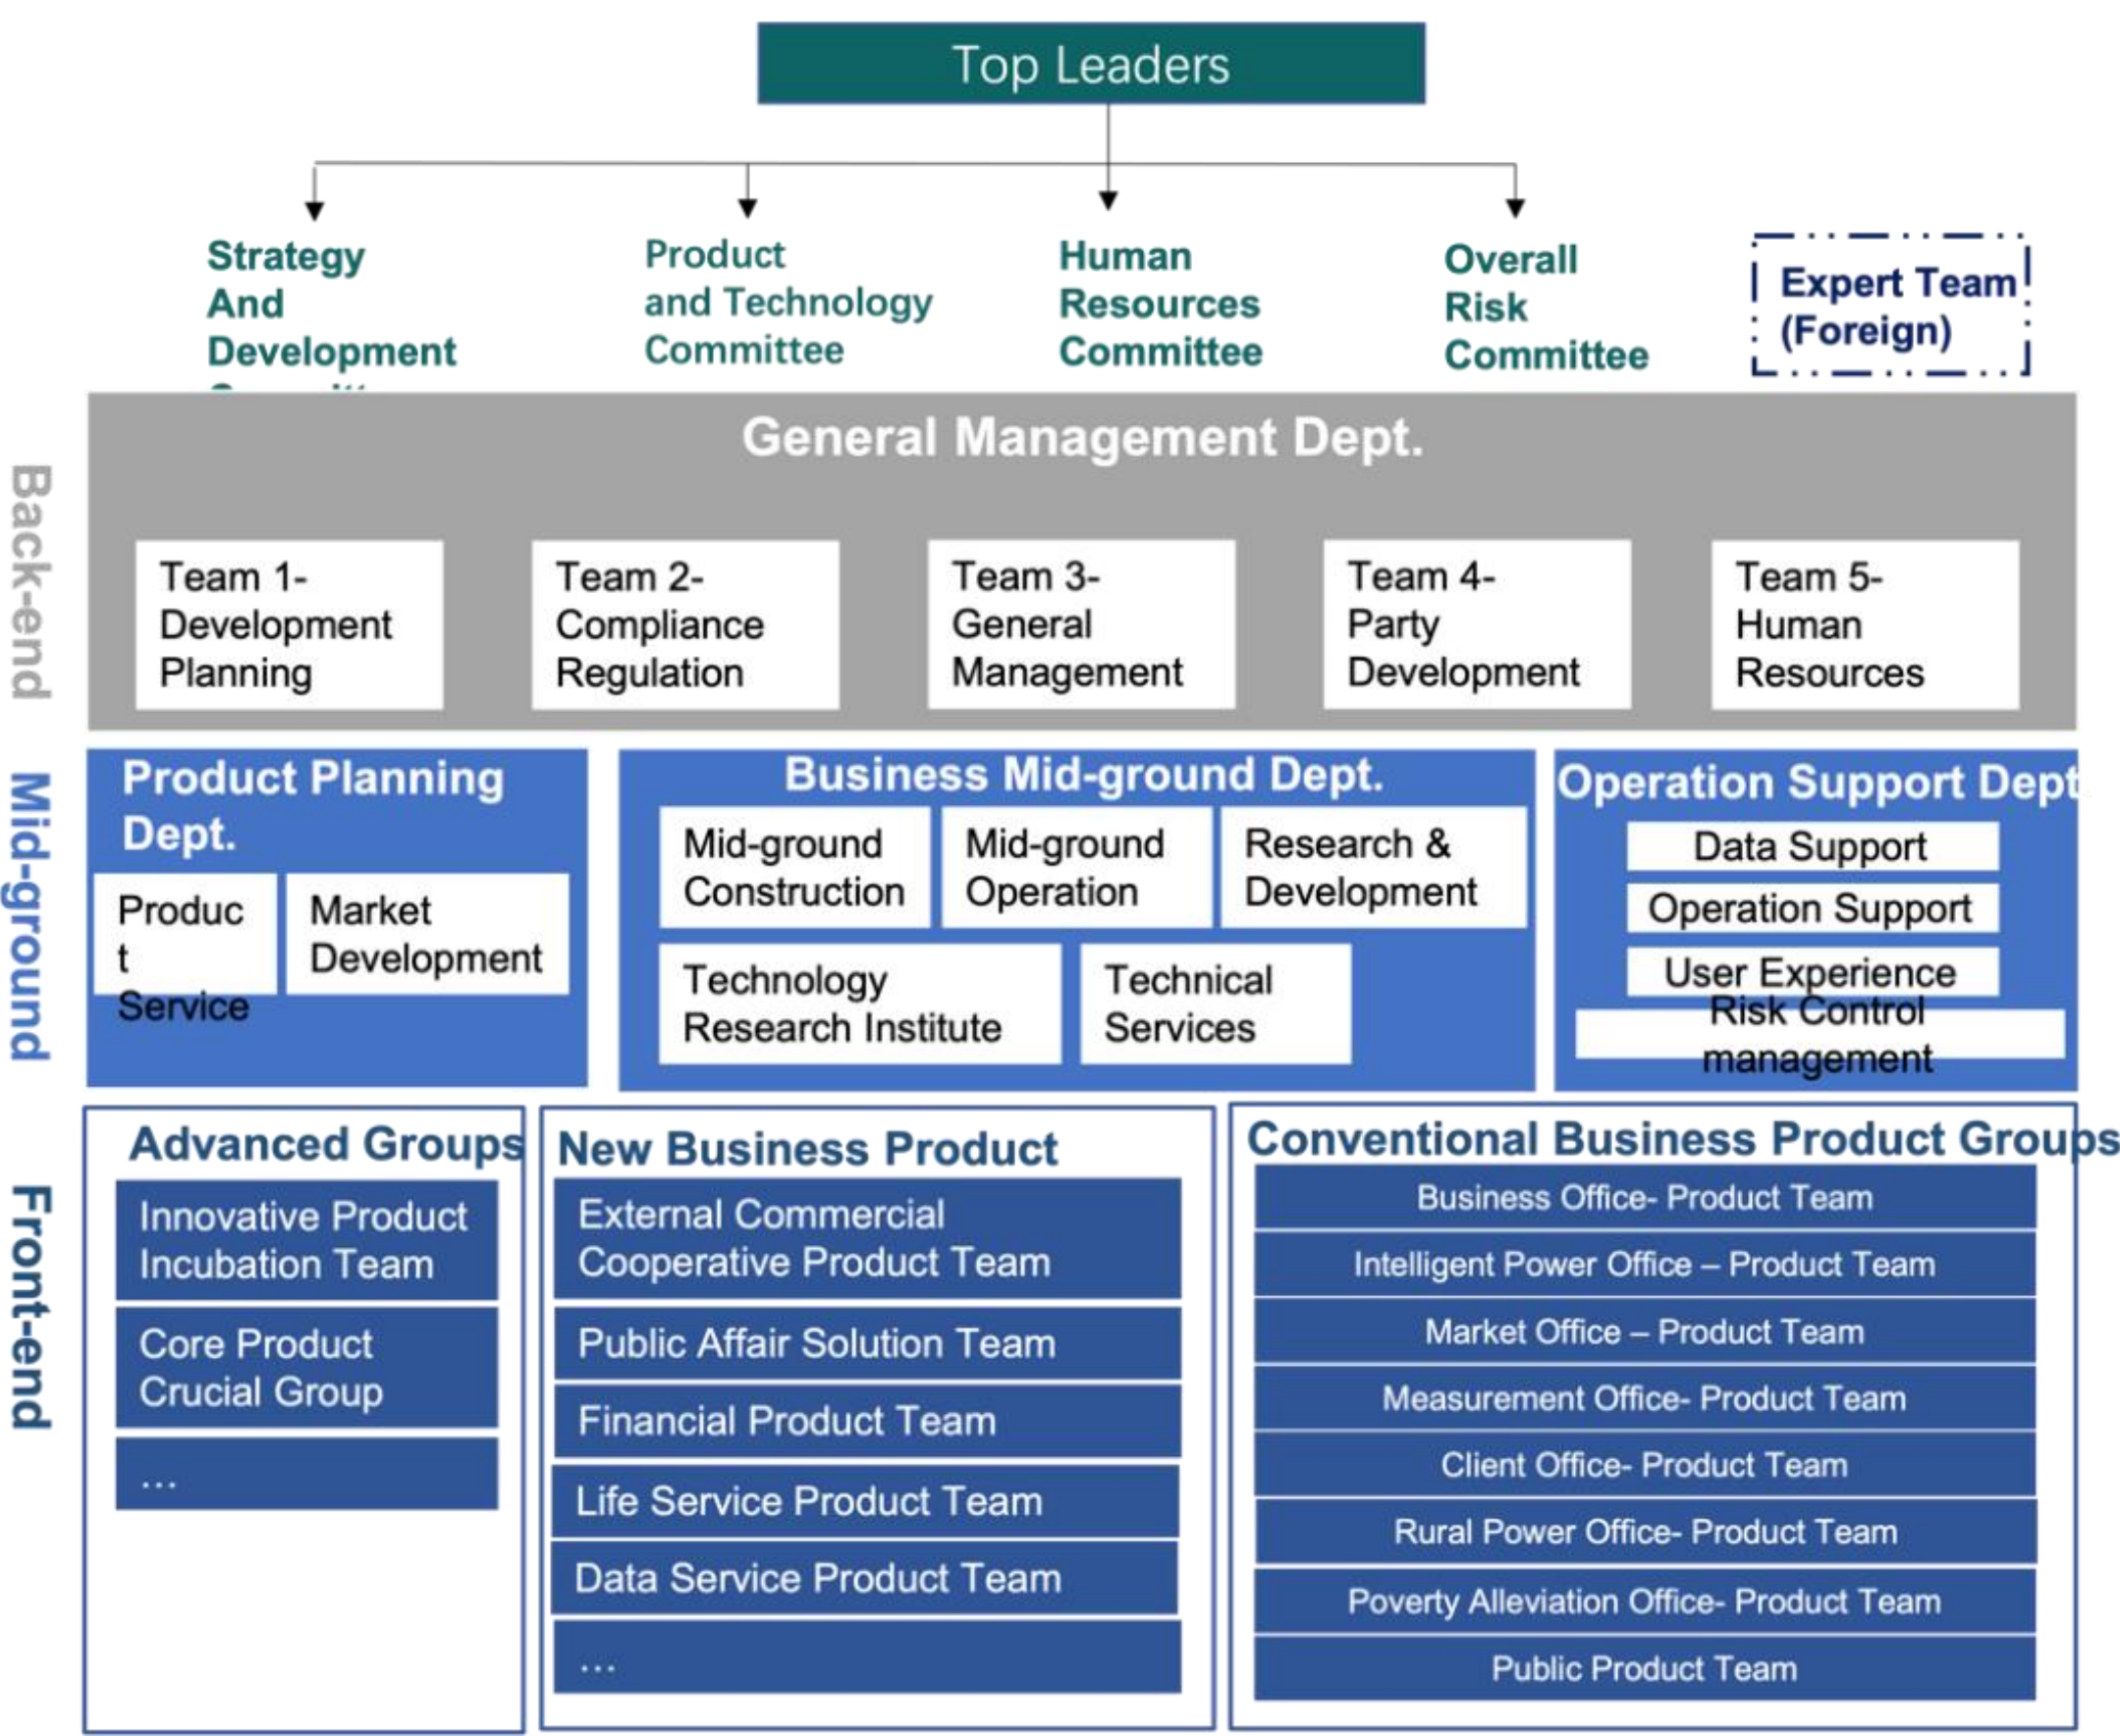 Top Leaders
Strategy
And
Development
Product
and Technology
Committee
Human
Resources
Committee
Overall
Risk
Committee
Expert Team
(Foreign)
Back-end
General Management Dept.
Team 1-
Development
Planning
Team 2-
Compliance
Regulation
Team 3-
General
Management
Team 4-
Party
Development
Team 5-
Human
Resources
Mid-ground
Product Planning
Dept.
Produc
t
Service
Market
Development
Business Mid-ground Dept.
Mid-ground
Construction
Mid-ground
Operation
Research &
Development
Technology
Research Institute
Technical
Services
Operation Support Dept
Data Support
Operation Support
User Experience
Risk Control
management
Front-end
Advanced Groups
Innovative Product
Incubation Team
Core Product
Crucial Group
...
New Business Product
External Commercial
Cooperative Product Team
Public Affair Solution Team
Financial Product Team
Life Service Product Team
Data Service Product Team
...
Conventional Business Product Groups
Business Office- Product Team
Intelligent Power Office – Product Team
Market Office – Product Team
Measurement Office- Product Team
Client Office- Product Team
Rural Power Office- Product Team
Poverty Alleviation Office- Product Team
Public Product Team